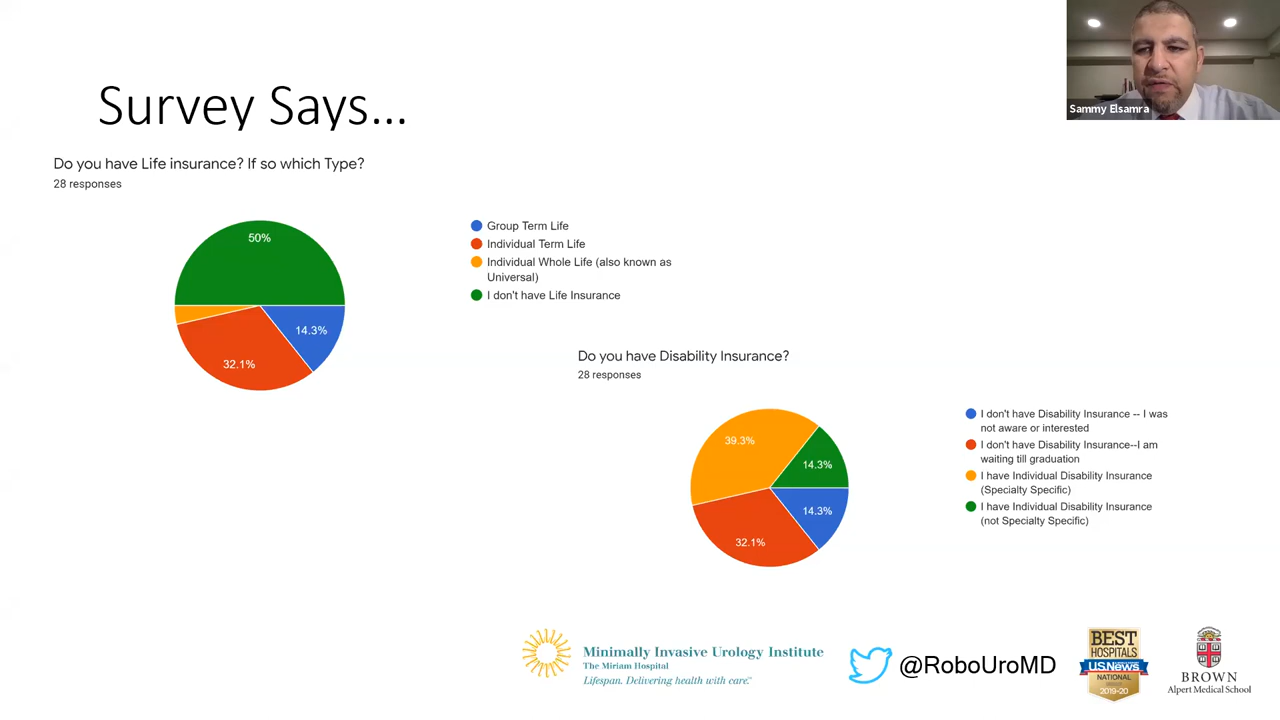 Sammy Elsamra
Survey Says...
Do you have Life insurance? If so which Type?
28 responses
50%
14.3%
32.1%
Group Term Life
Individual Term Life
Individual Whole Life (also known as
Universal)
I don't have Life Insurance
Do you have Disability Insurance?
28 responses
39.3%
14.3%
14.3%
32.1%
I don't have Disability Insurance -- I was
not aware or interested
I don't have Disability Insurance--I am
waiting till graduation
I have Individual Disability Insurance
(Specialty Specific)
I have Individual Disability Insurance
(not Specialty Specific)
Minimally Invasive Urology Institute
The Miriam Hospital
Lifespan. Delivering health with care.
@RoboUroMD
BEST
HOSPITALS
U.S.News
NATIONAL
2019-20
BROWN
Alpert Medical School